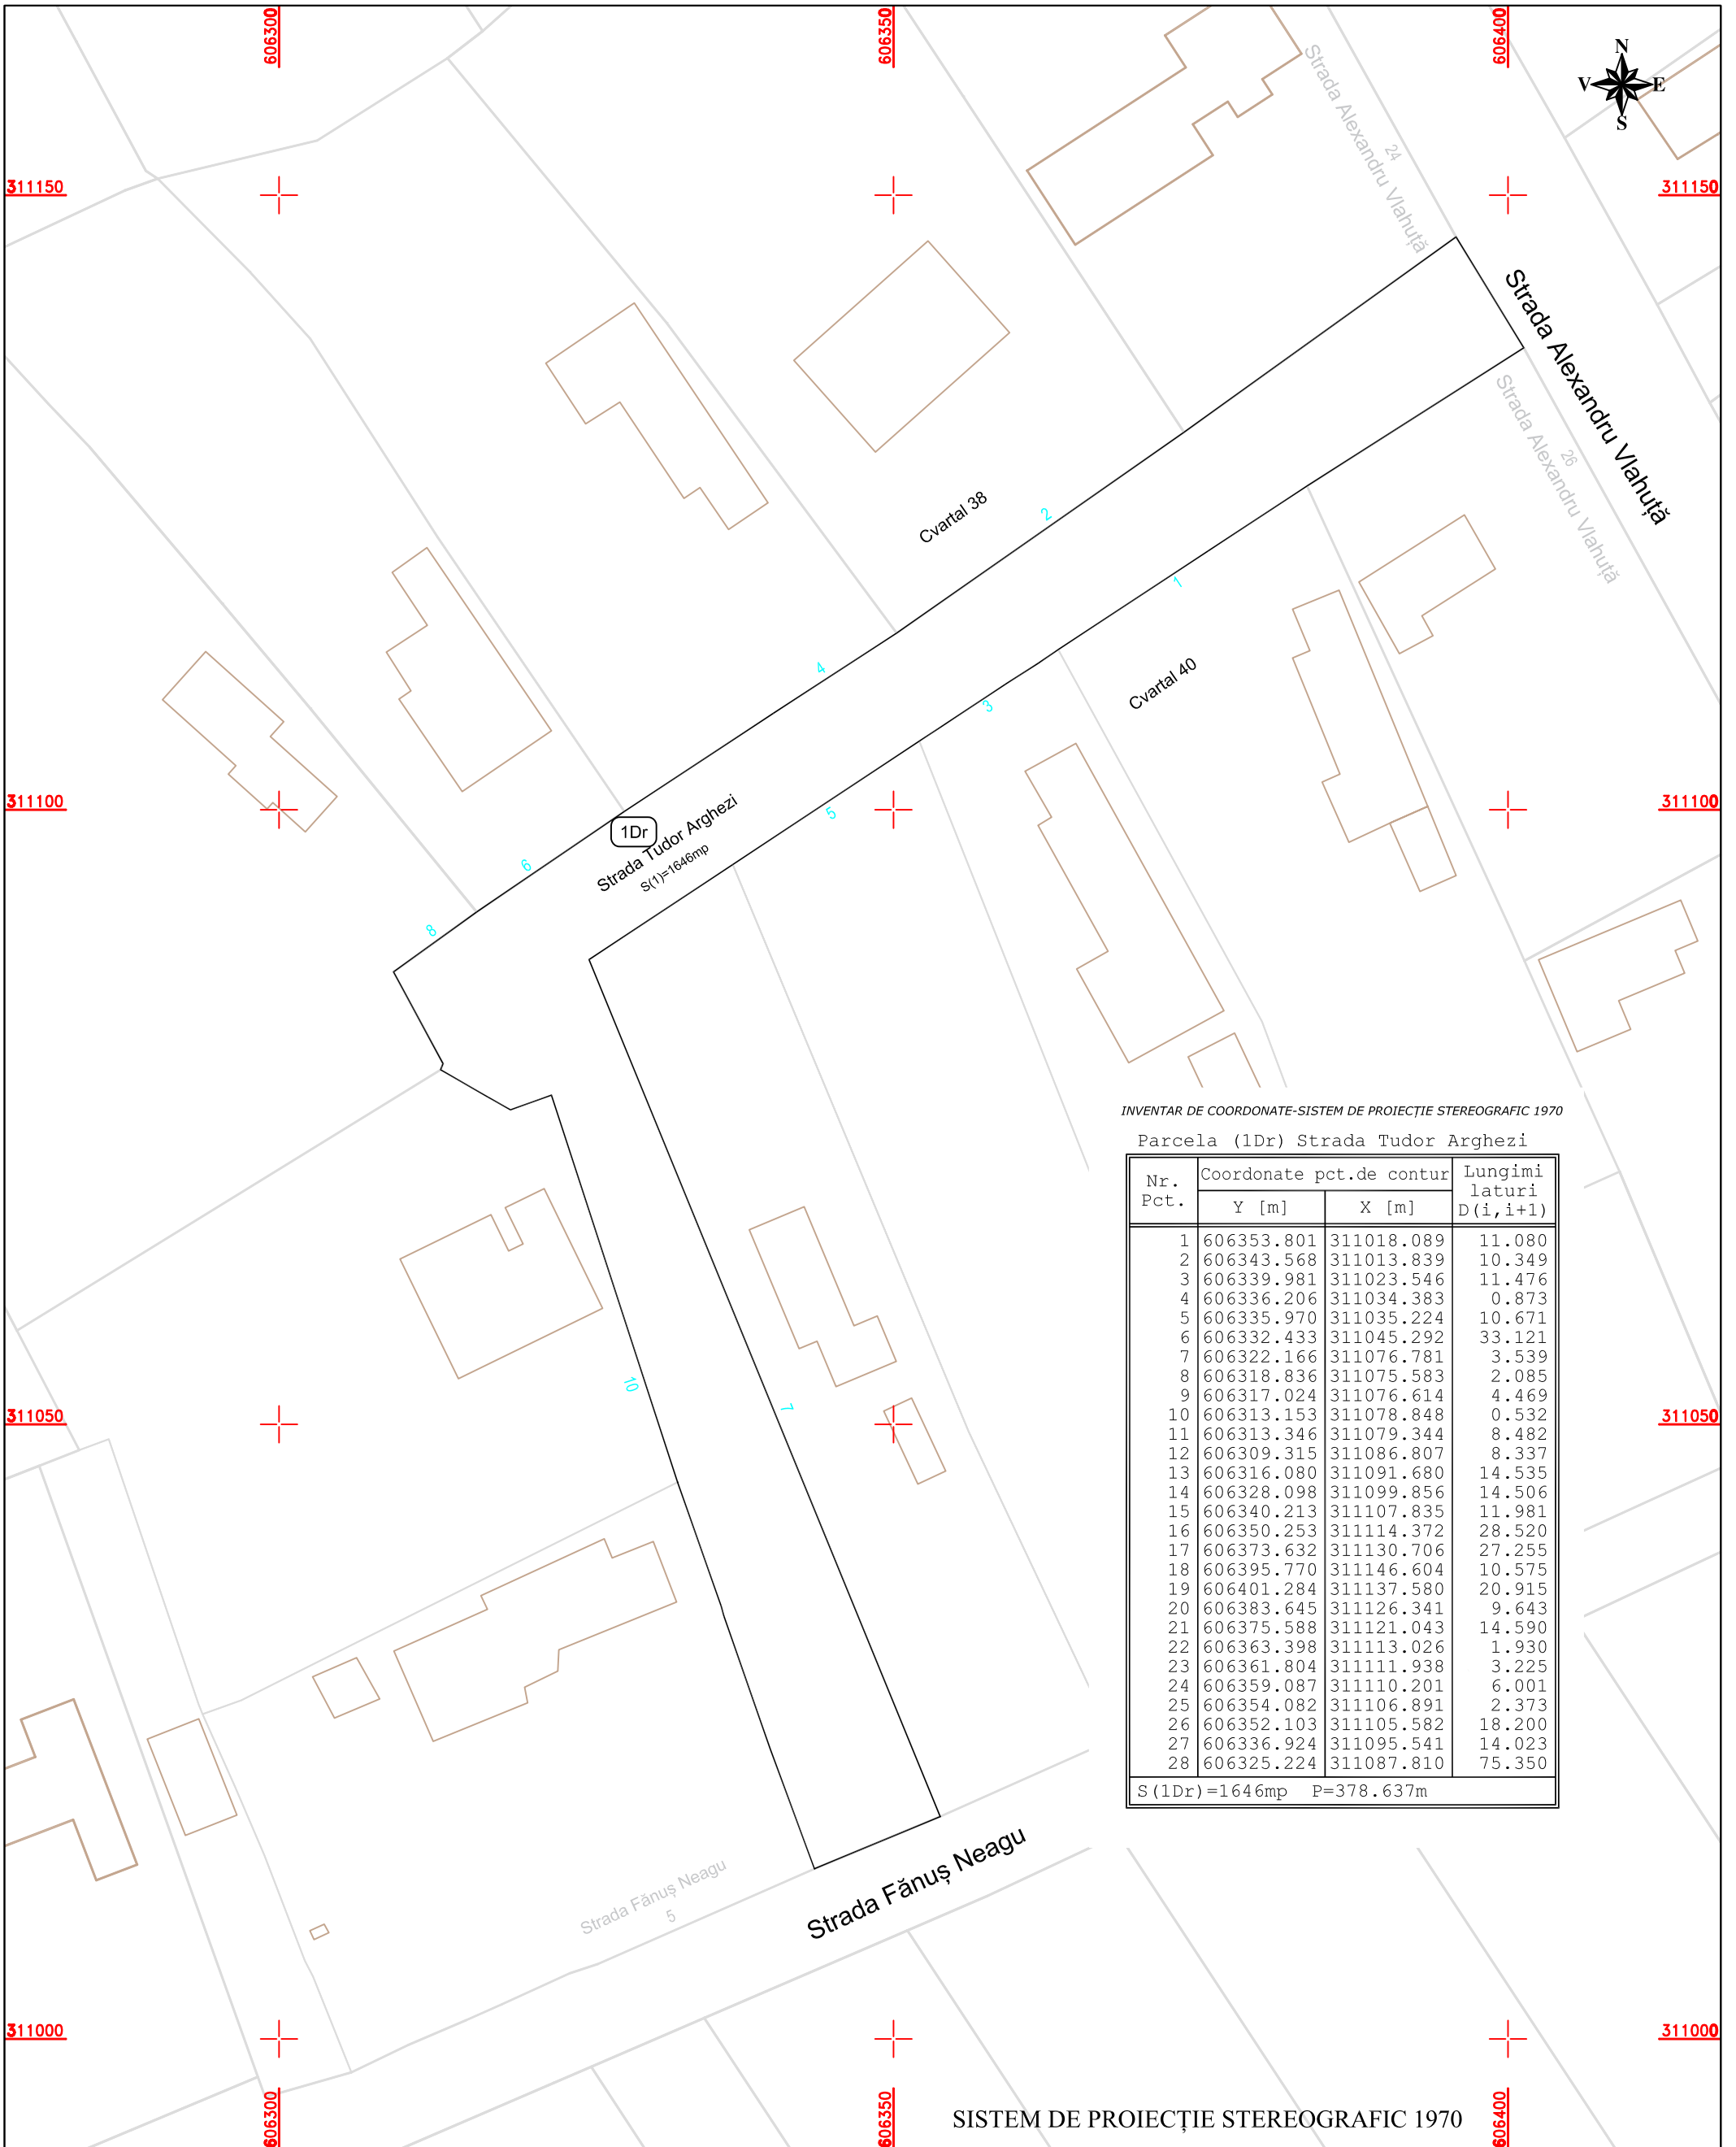 606300
606350
606400
N
V E
S
Strada Alexandru Vlahuță
24
311150
311150
Strada Alexandru Vlahuță
Strada Alexandru Vlahuță
26
Cvartal 38
2
1
4
Cvartal 40
3
311100
311100
5
1Dr
Strada Tudor Arghezi
S(1)=1646mp
6
8
INVENTAR DE COORDONATE-SISTEM DE PROIECȚIE STEREOGRAFIC 1970
Parcela (1Dr) Strada Tudor Arghezi
Nr. Pct. Coordonate pct.de contur Lungimi laturi D(i,i+1)
Y [m] X [m]
1 606353.801 311018.089 11.080
2 606343.568 311013.839 10.349
3 606339.981 311023.546 11.476
4 606336.206 311034.383 0.873
5 606335.970 311035.224 10.671
6 606332.433 311045.292 33.121
7 606322.166 311076.781 3.539
8 606318.836 311075.583 2.085
9 606317.024 311076.614 4.469
10 606313.153 311078.848 0.532
11 606313.346 311079.344 8.482
12 606309.315 311086.807 8.337
13 606316.080 311091.680 14.535
14 606328.098 311099.856 14.506
15 606340.213 311107.835 11.981
16 606350.253 311114.372 28.520
17 606373.632 311130.706 27.255
18 606395.770 311146.604 10.575
19 606401.284 311137.580 20.915
20 606383.645 311126.341 9.643
21 606375.588 311121.043 14.590
22 606363.398 311113.026 1.930
23 606361.804 311111.938 3.225
24 606359.087 311110.201 6.001
25 606354.082 311106.891 2.373
26 606352.103 311105.582 18.200
27 606336.924 311095.541 14.023
28 606325.224 311087.810 75.350
S(1Dr)=1646mp P=378.637m
10
7
311050
311050
Strada Fănuș Neagu
Strada Fănuș Neagu
5
311000
311000
606300
606350
606400
SISTEM DE PROIECȚIE STEREOGRAFIC 1970